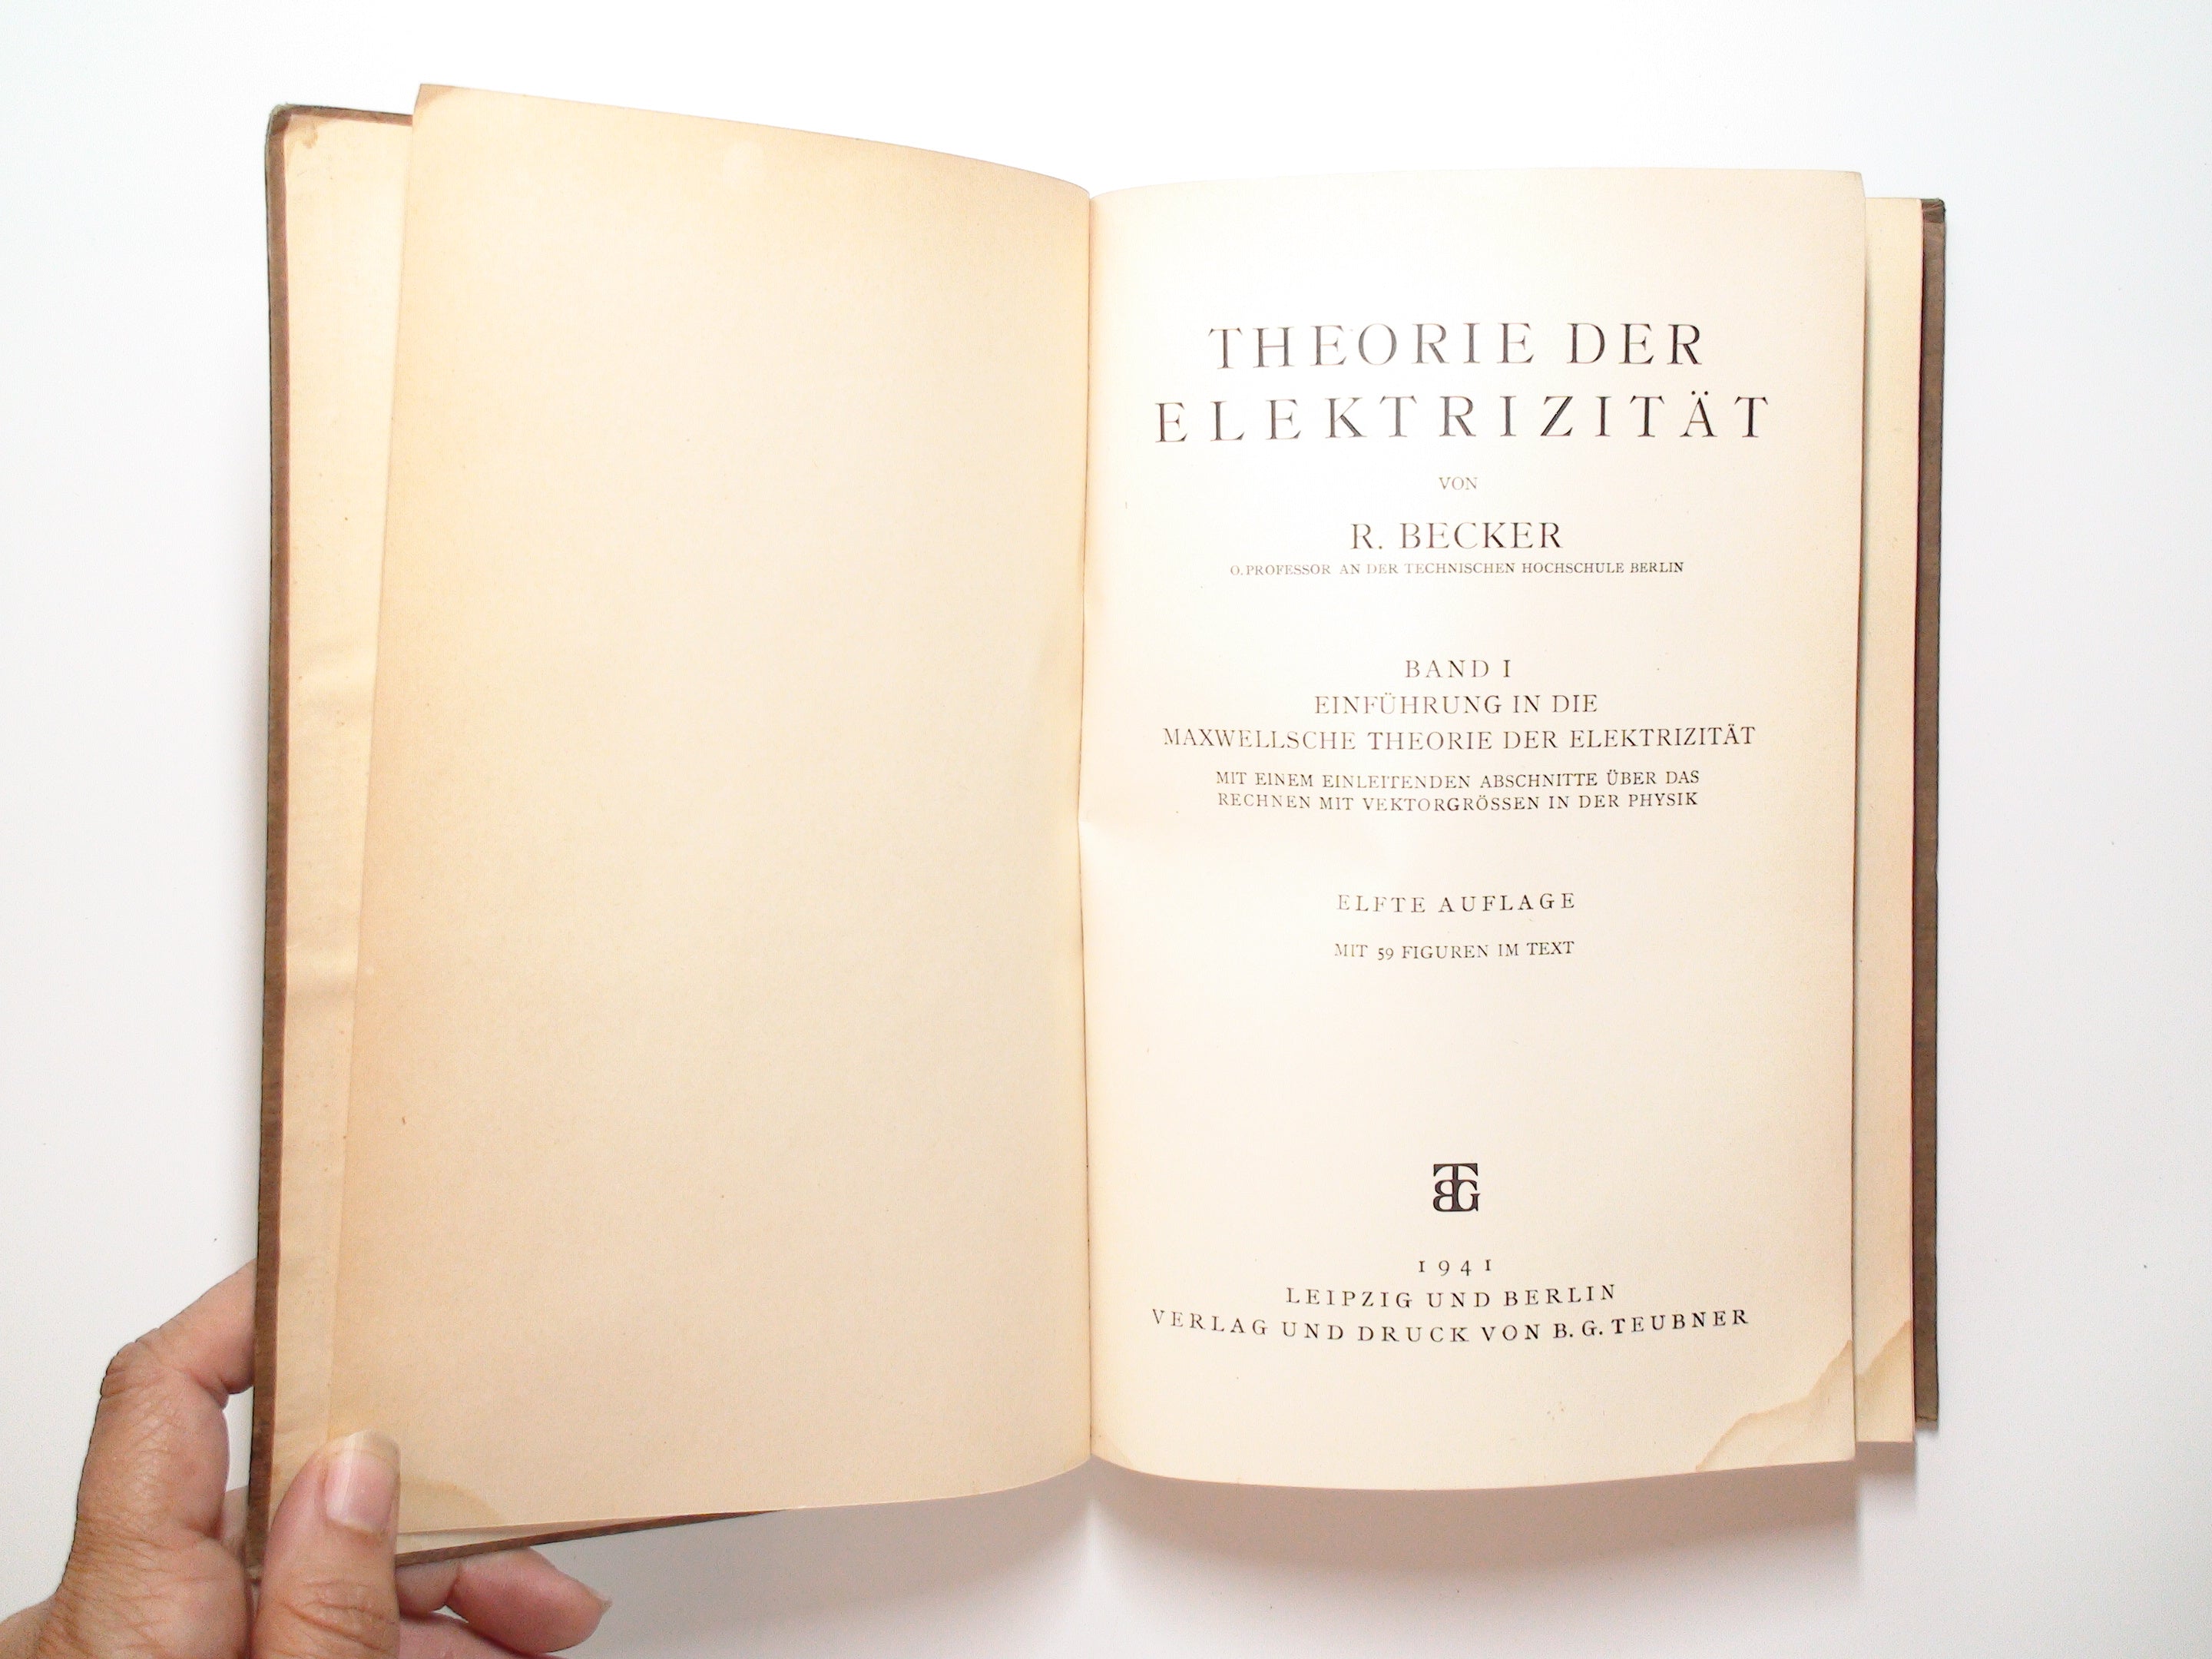 THEORIE DER
ELEKTRIZITÄT
VON
R. BECKER
O. PROFESSOR AN DER TECHNISCHEN HOCHSCHULE BERLIN
BAND I
EINFÜHRUNG IN DIE
MAXWELLSCHE THEORIE DER ELEKTRIZITÄT
MIT EINEM EINLEITENDEN ABSCHNITTE ÜBER DAS
RECHNEN MIT VEKTORGRÖSSEN IN DER PHYSIK
ELFTE AUFLAGE
MIT 59 FIGUREN IM TEXT
BTG
1941
LEIPZIG UND BERLIN
VERLAG UND DRUCK VON B. G. TEUBNER